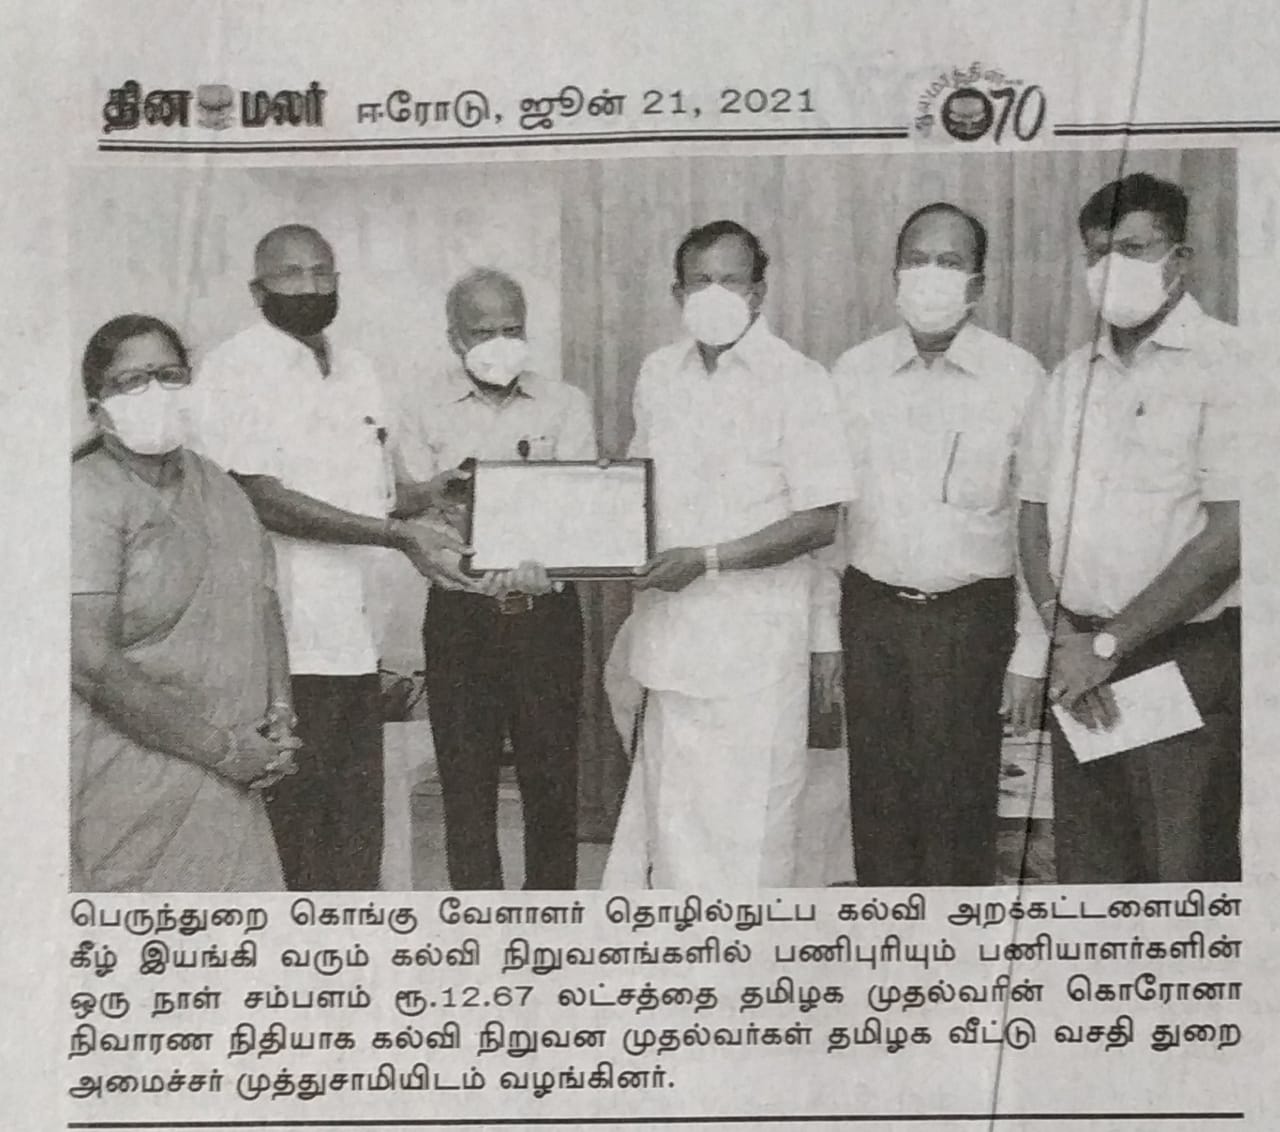 தினமலர் ஈரோடு, ஜூன் 21, 2021
70
பெருந்துறை கொங்கு வேளாளர் தொழில்நுட்ப கல்வி அறக்கட்டளையின்
கீழ் இயங்கி வரும் கல்வி நிறுவனங்களில் பணிபுரியும் பணியாளர்களின்
ஒரு நாள் சம்பளம் ரூ.12.67 லட்சத்தை தமிழக முதல்வரின் கொரோனா
நிவாரண நிதியாக கல்வி நிறுவன முதல்வர்கள் தமிழக வீட்டு வசதி துறை
அமைச்சர் முத்துசாமியிடம் வழங்கினர்.